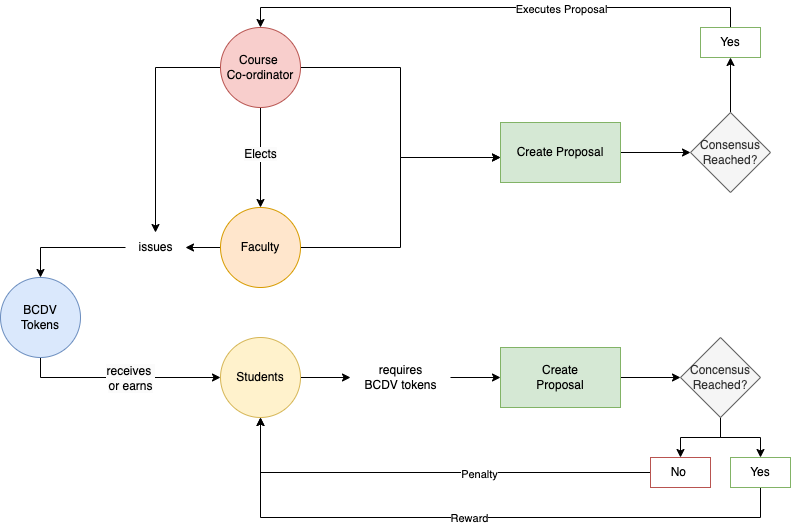 Executes Proposal
Yes
Course
Co-ordinator
Elects
Create Proposal
Consensus
Reached?
issues
Faculty
BCDV
Tokens
receives
or earns
Students
requires
BCDV tokens
Create
Proposal
Concensus
Reached?
No
Yes
Penalty
Reward